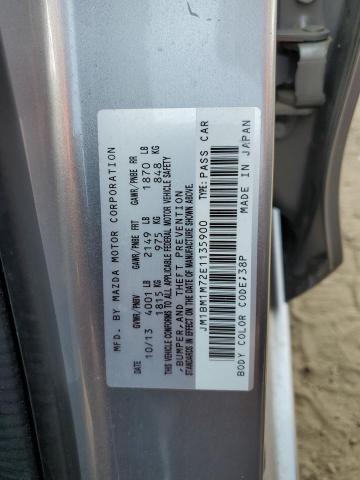 MFD. BY MAZDA MOTOR CORPORATION
DATE GVWR/PNBV GAWR/PNBE FRT GAWR/PNBE RR
10/13 4001 LB 2149 LB 1870 LB
1815 KG 975 KG 848 KG
THIS VEHICLE CONFORMS TO ALL APPLICABLE FEDERAL MOTOR VEHICLE SAFETY
,BUMPER,AND THEFT PREVENTION
STANDARDS IN EFFECT ON THE DATE OF MANUFACTURE SHOWN ABOVE.
JM1BM1M72E1135900 TYPE: PASS CAR
BODY COLOR CODE;38P MADE IN JAPAN